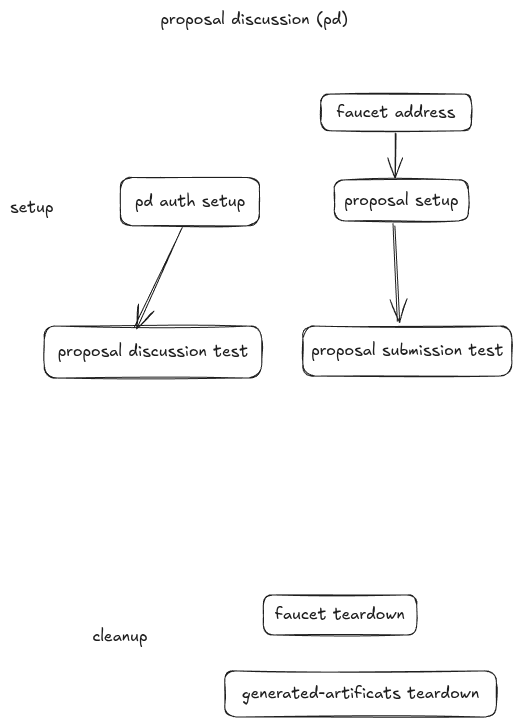 proposal discussion (pd)
faucet address
setup
pd auth setup
proposal setup
proposal discussion test
proposal submission test
faucet teardown
cleanup
generated-artificats teardown